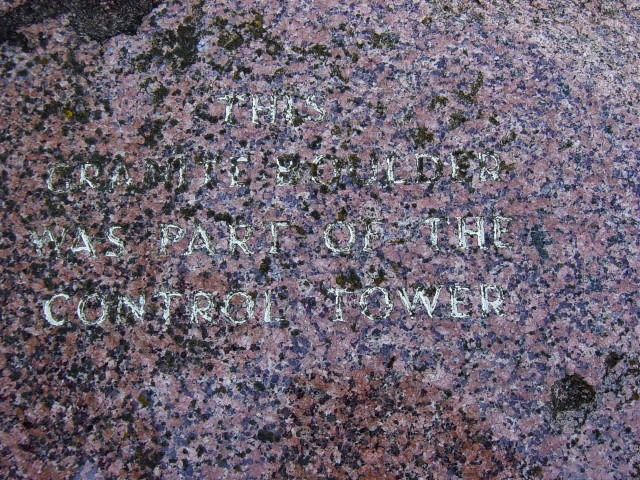 THIS
GRANITE BOULDER
WAS PART OF THE
CONTROL TOWER